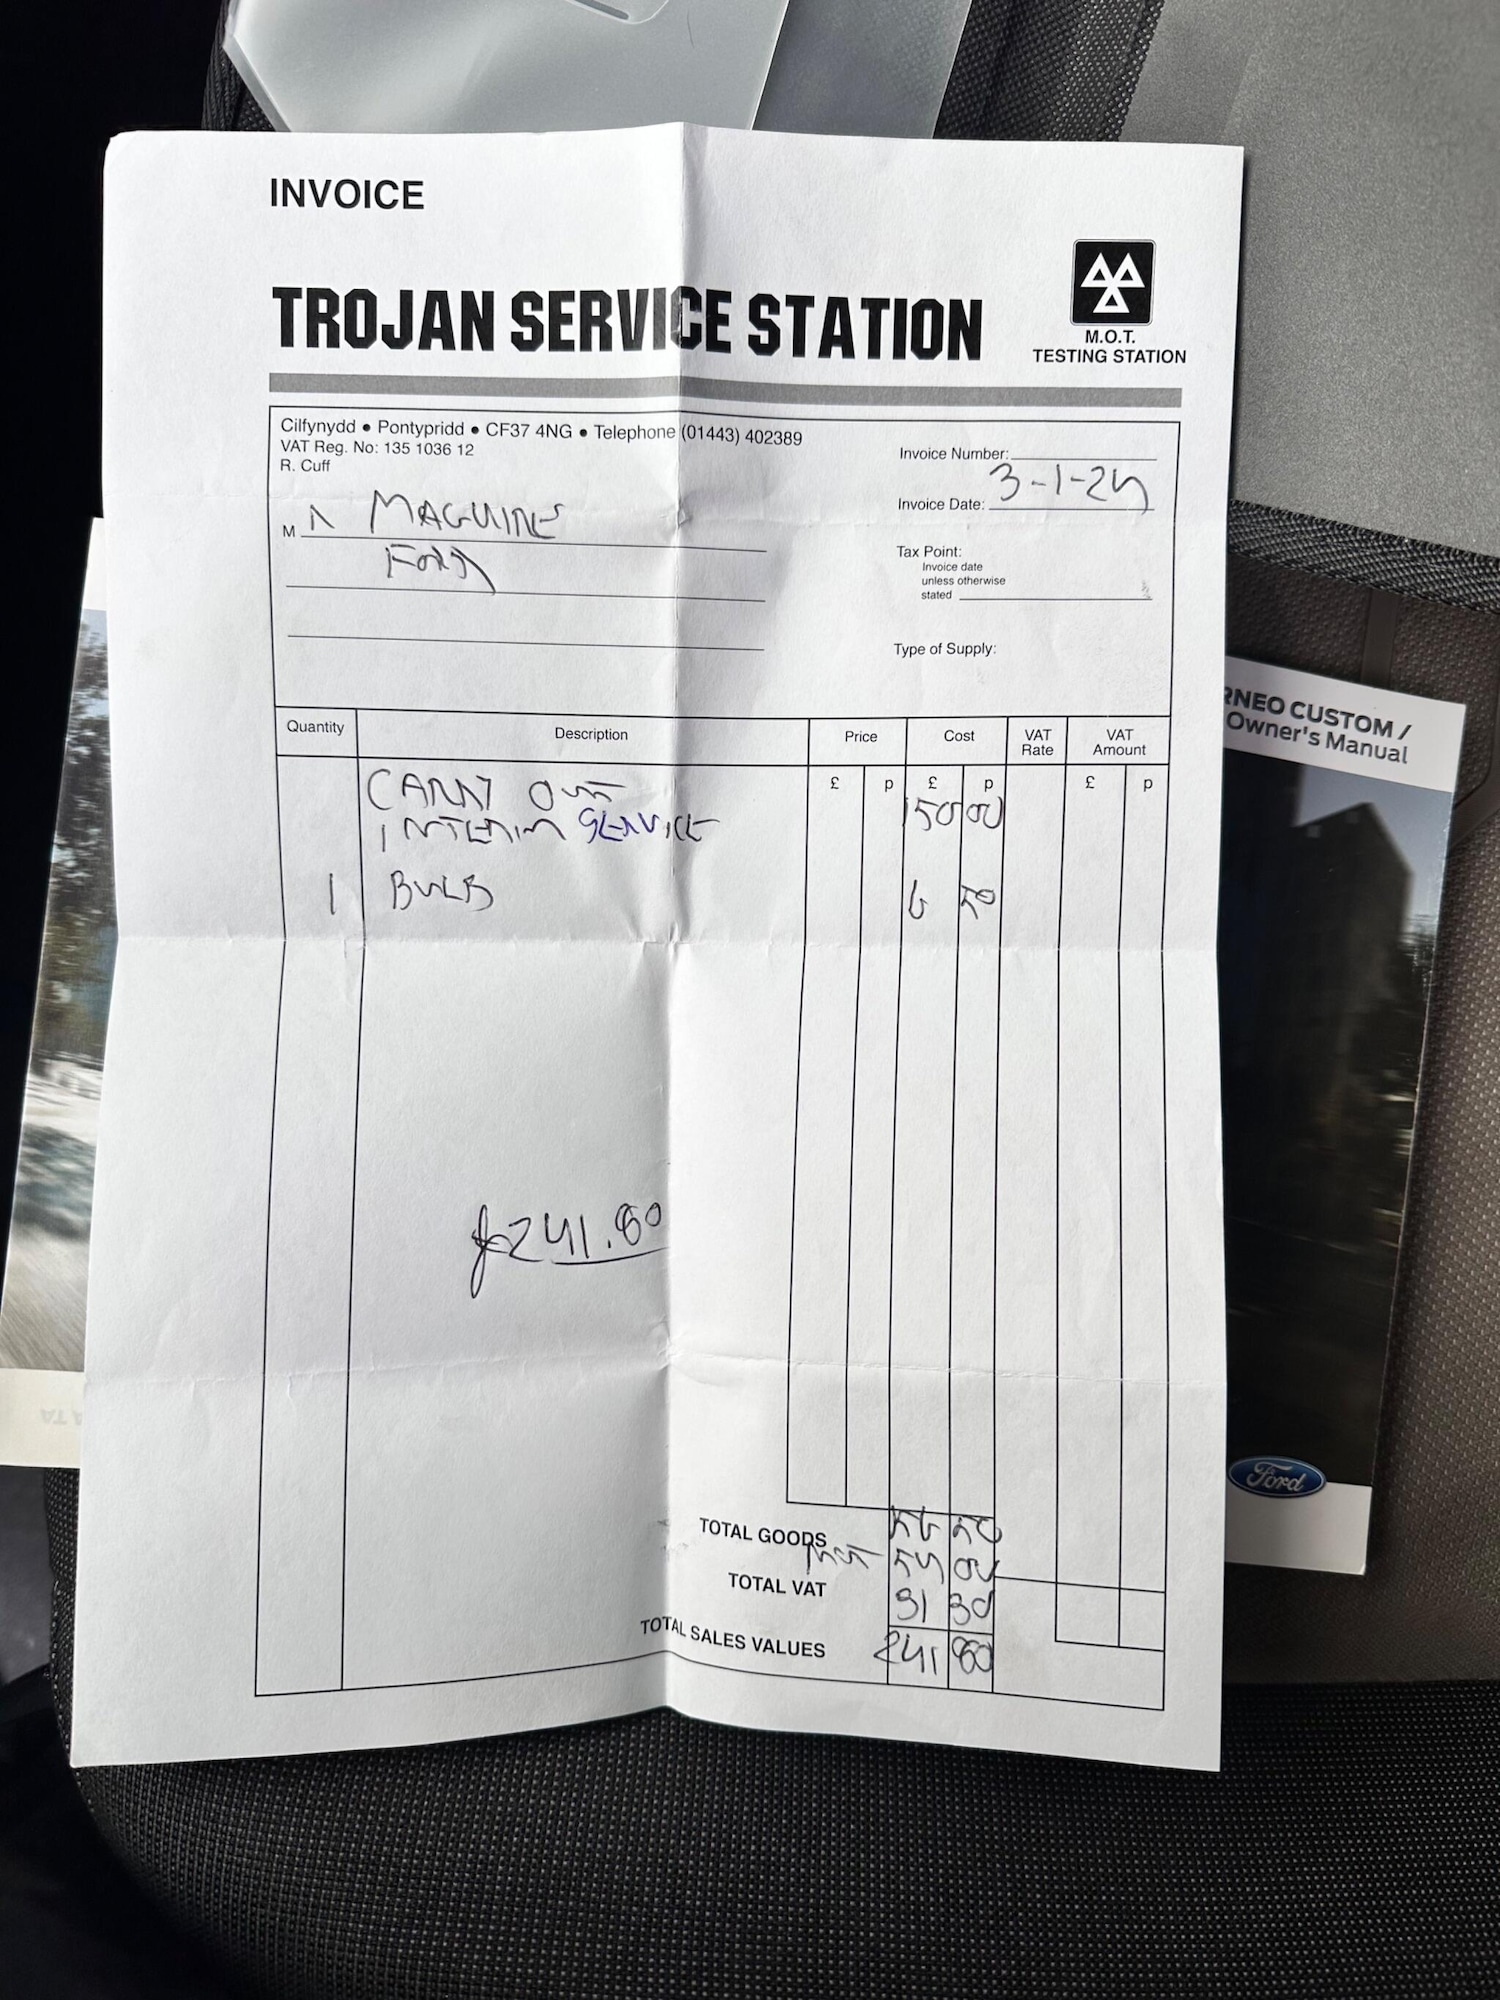 INVOICE
TROJAN SERVICE STATION
M.O.T.
TESTING STATION
Cilfynydd • Pontypridd • CF37 4NG • Telephone (01443) 402389
VAT Reg. No: 135 1036 12
R. Cuff
Invoice Number:
Invoice Date: 3-1-24
M R MAGUIRE
FORD
Tax Point:
Invoice date
unless otherwise
stated
Type of Supply:
Quantity Description Price Cost VAT Rate VAT Amount
£ p £ p £ p
CARRY OUT
INTERIM SERVICE 150 00
1 BULB 6 50
£241.80
TOTAL GOODS 156 50
MOT 54 00
TOTAL VAT 31 30
TOTAL SALES VALUES 241 80
RNEO CUSTOM /
Owner's Manual
Ford